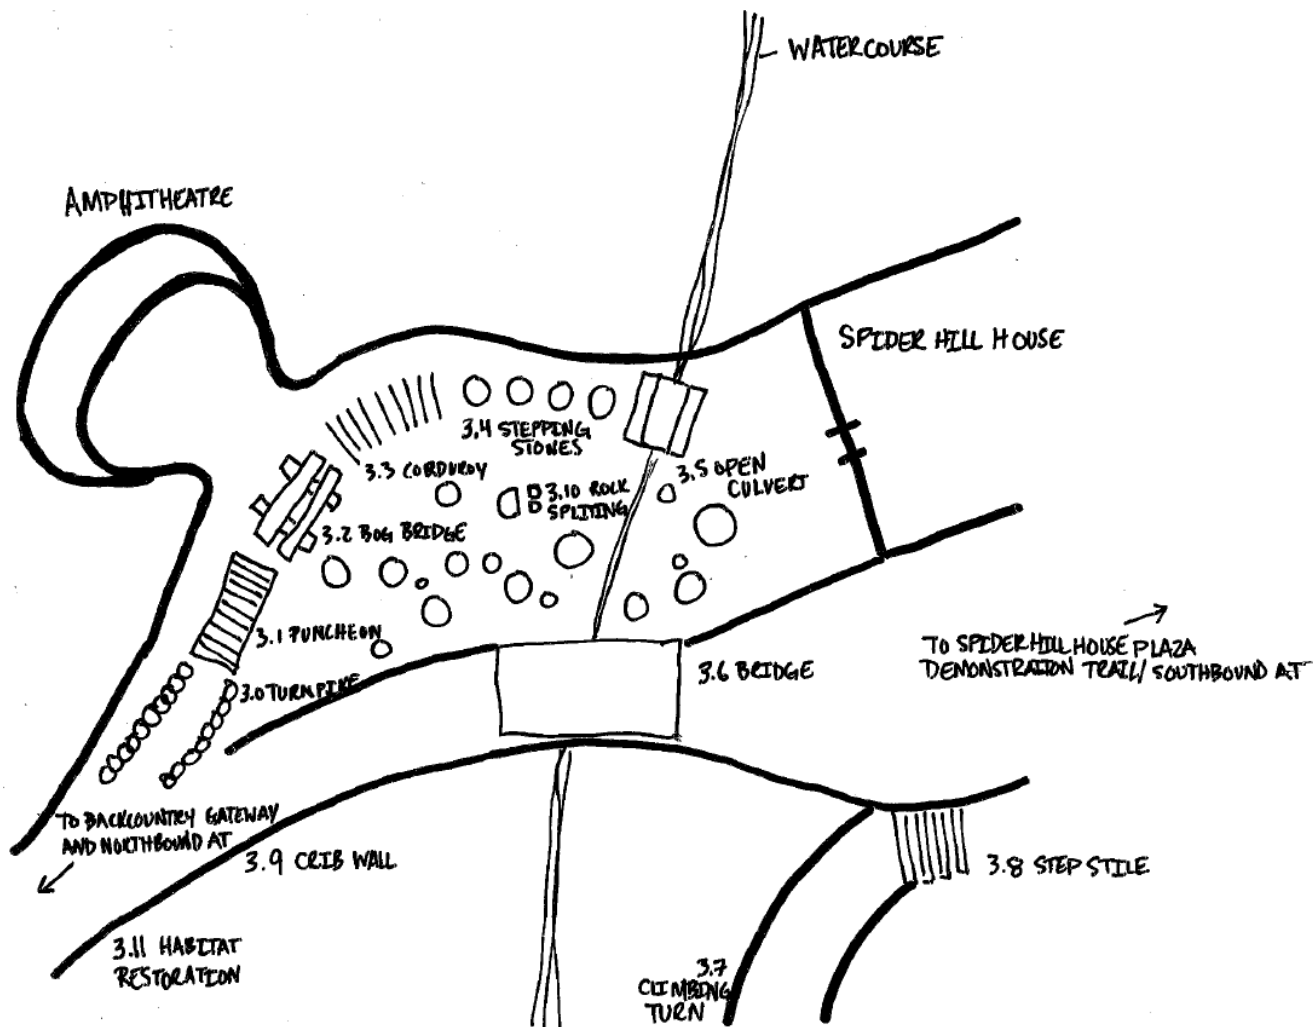 WATERCOURSE
AMPHITHEATRE
SPIDER HILL HOUSE
3.4 STEPPING
STONES
3.3 CORDUROY
3.5 OPEN
CULVERT
3.10 ROCK
SPLITING
3.2 BOG BRIDGE
3.1 PUNCHEON
3.0 TURNPIKE
3.6 BRIDGE
TO SPIDER HILL HOUSE PLAZA
DEMONSTRATION TRAIL/ SOUTHBOUND AT
TO BACKCOUNTRY GATEWAY
AND NORTHBOUND AT
3.9 CRIB WALL
3.8 STEP STILE
3.11 HABITAT
RESTORATION
3.7
CLIMBING
TURN